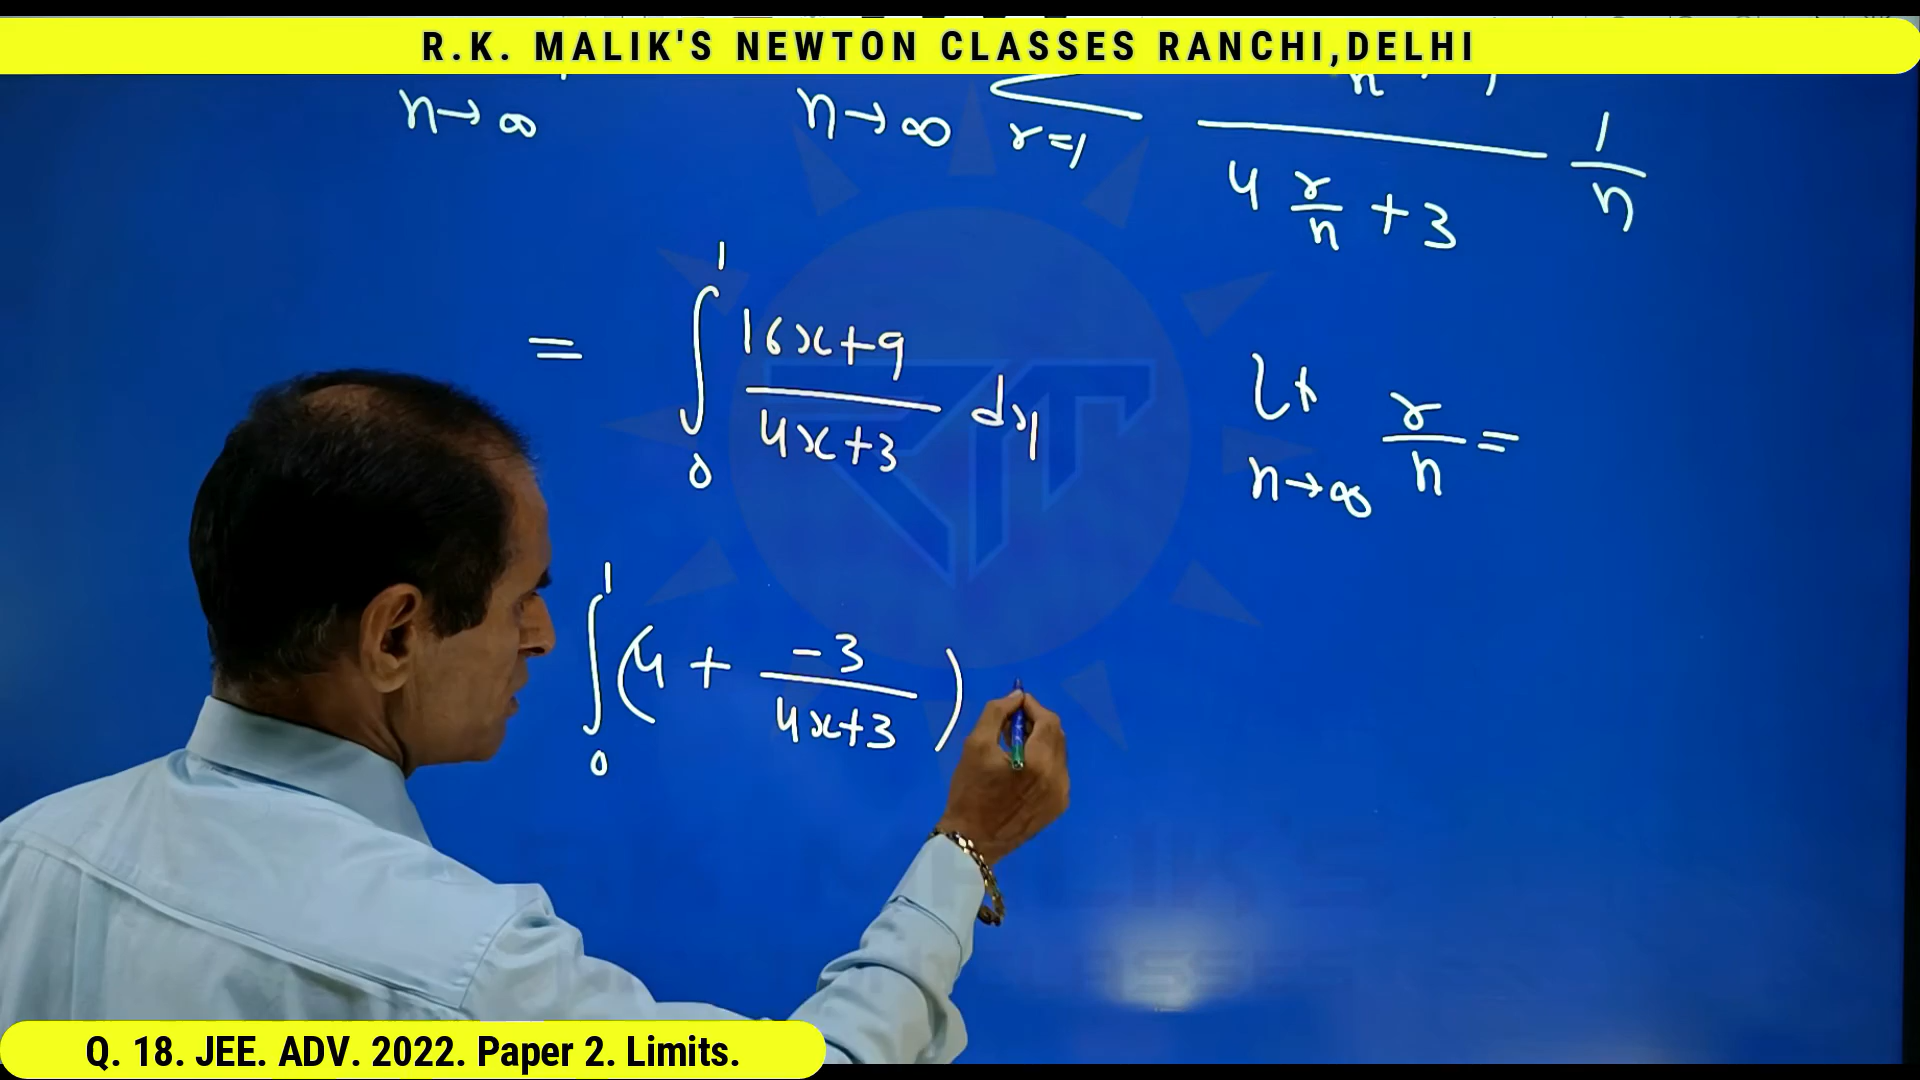 R.K. MALIK'S NEWTON CLASSES RANCHI,DELHI
n→∞ n→∞ r=1 4 r/n + 3 1/n
= ∫₀¹ (16x+9)/(4x+3) dx
Lt n→∞ r/n =
∫₀¹ (4 + -3/(4x+3))
Q. 18. JEE. ADV. 2022. Paper 2. Limits.